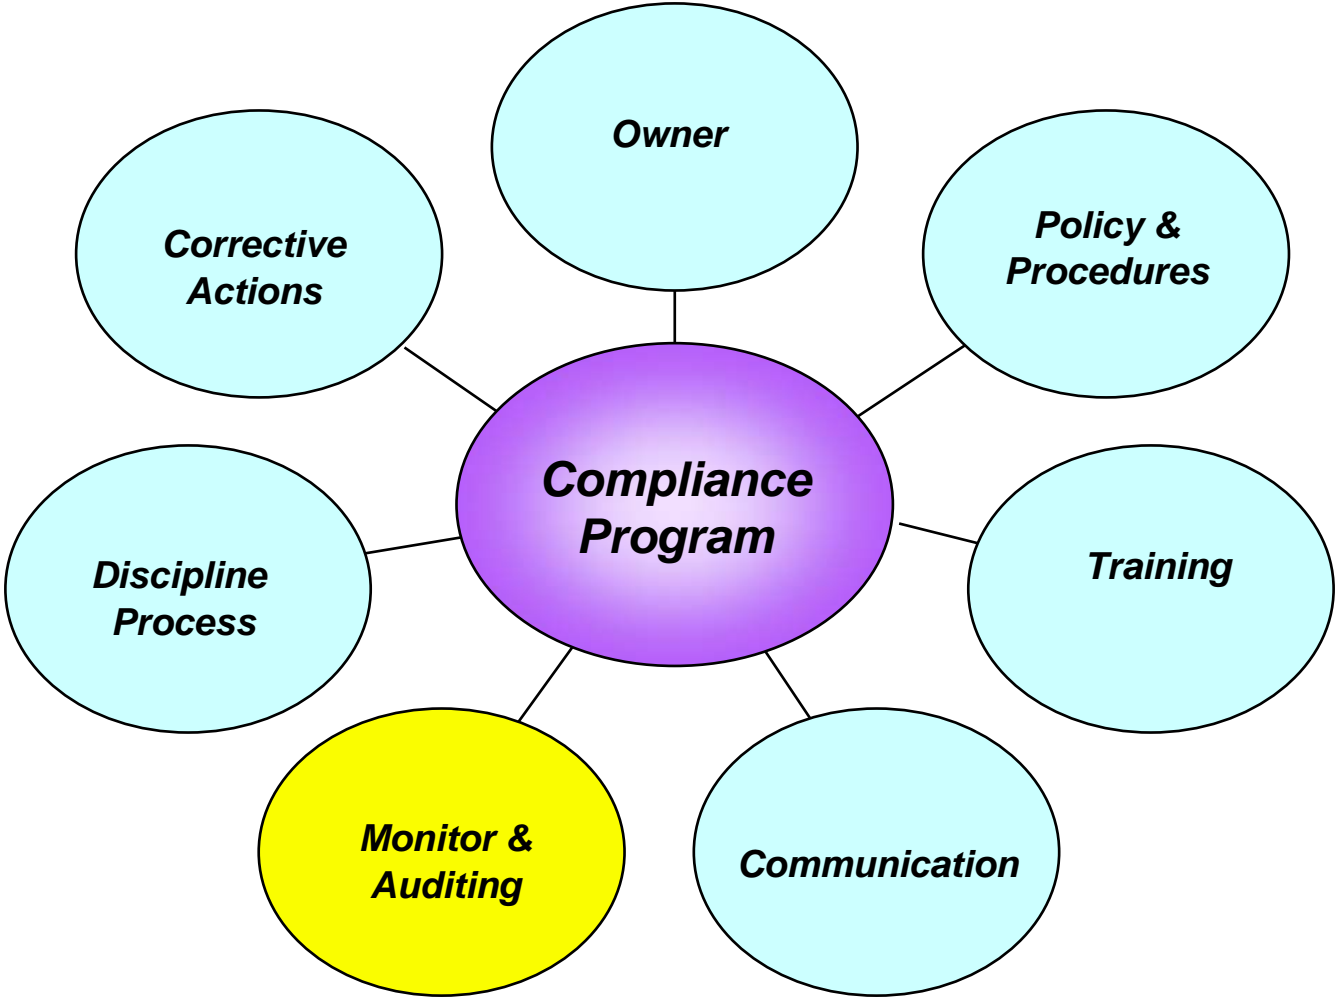 Owner
Corrective
Actions
Policy &
Procedures
Compliance
Program
Discipline
Process
Training
Monitor &
Auditing
Communication